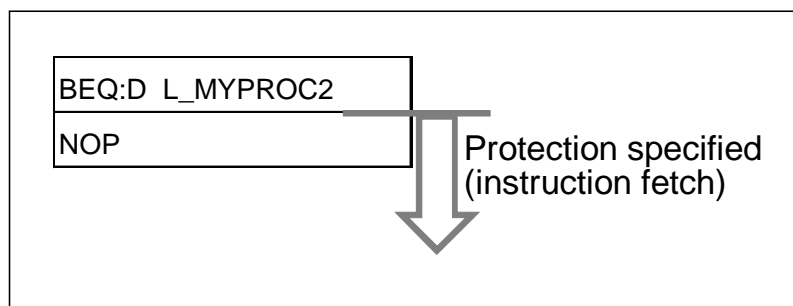 BEQ:D L_MYPROC2
NOP
Protection specified
(instruction fetch)